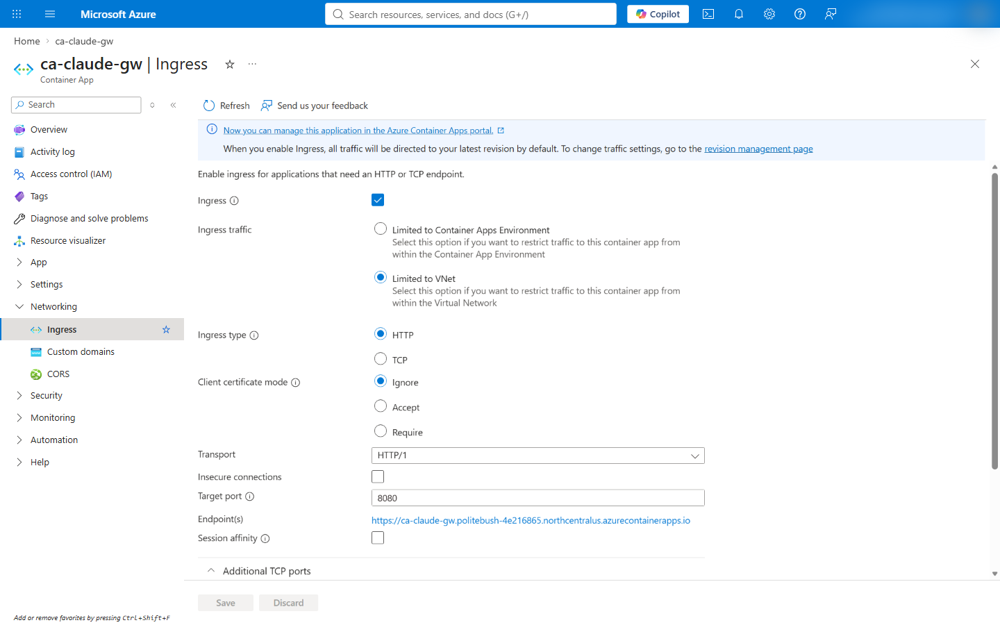 Microsoft Azure
Search resources, services, and docs (G+/)
Copilot
Home > ca-claude-gw
ca-claude-gw | Ingress
Container App
Search
Overview
Activity log
Access control (IAM)
Tags
Diagnose and solve problems
Resource visualizer
App
Settings
Networking
Ingress
Custom domains
CORS
Security
Monitoring
Automation
Help
Add or remove favorites by pressing Ctrl+Shift+F
Refresh
Send us your feedback
Now you can manage this application in the Azure Container Apps portal.
When you enable Ingress, all traffic will be directed to your latest revision by default. To change traffic settings, go to the revision management page
Enable ingress for applications that need an HTTP or TCP endpoint.
Ingress
Ingress traffic
Limited to Container Apps Environment
Select this option if you want to restrict traffic to this container app from
within the Container App Environment
Limited to VNet
Select this option if you want to restrict traffic to this container app from
within the Virtual Network
Ingress type
HTTP
TCP
Client certificate mode
Ignore
Accept
Require
Transport
HTTP/1
Insecure connections
Target port
8080
Endpoint(s)
https://ca-claude-gw.politebush-4e216865.northcentralus.azurecontainerapps.io
Session affinity
Additional TCP ports
Save
Discard